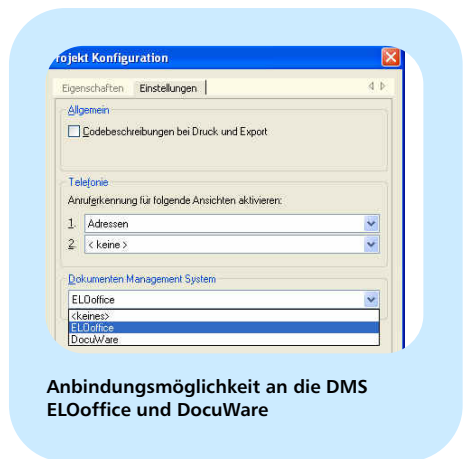 rojekt Konfiguration
Eigenschaften Einstellungen
Allgemein
Codebeschreibungen bei Druck und Export
Telefonie
Anruferkennung für folgende Ansichten aktivieren:
1. Adressen
2. < keine >
Dokumenten Management System
ELOoffice
<keines>
ELOoffice
DocuWare
Anbindungsmöglichkeit an die DMS
ELOoffice und DocuWare